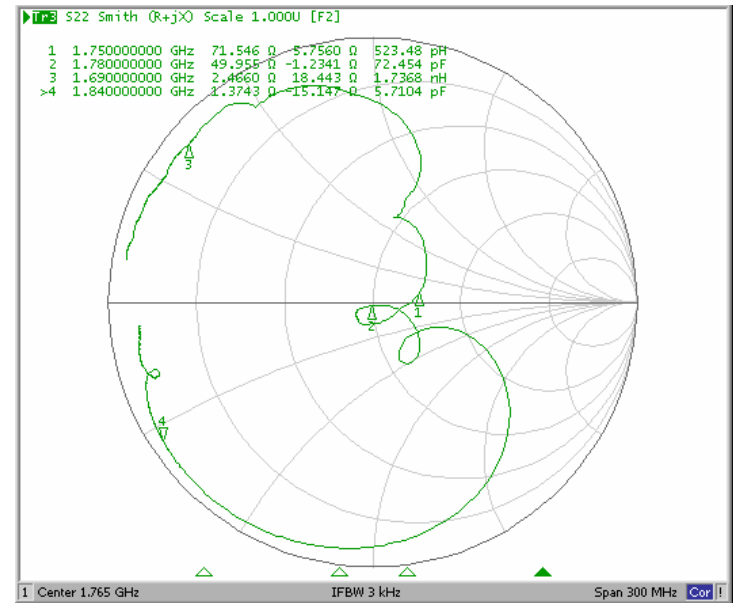 Tr3 S22 Smith (R+jX) Scale 1.000U [F2]
1 1.750000000 GHz 71.546 Ω 5.7560 Ω 523.48 pH
2 1.780000000 GHz 49.955 Ω -1.2341 Ω 72.454 pF
3 1.690000000 GHz 2.4660 Ω 18.443 Ω 1.7368 nH
>4 1.840000000 GHz 1.3743 Ω -15.147 Ω 5.7104 pF
3
1
2
4
1 Center 1.765 GHz IFBW 3 kHz Span 300 MHz Cor !